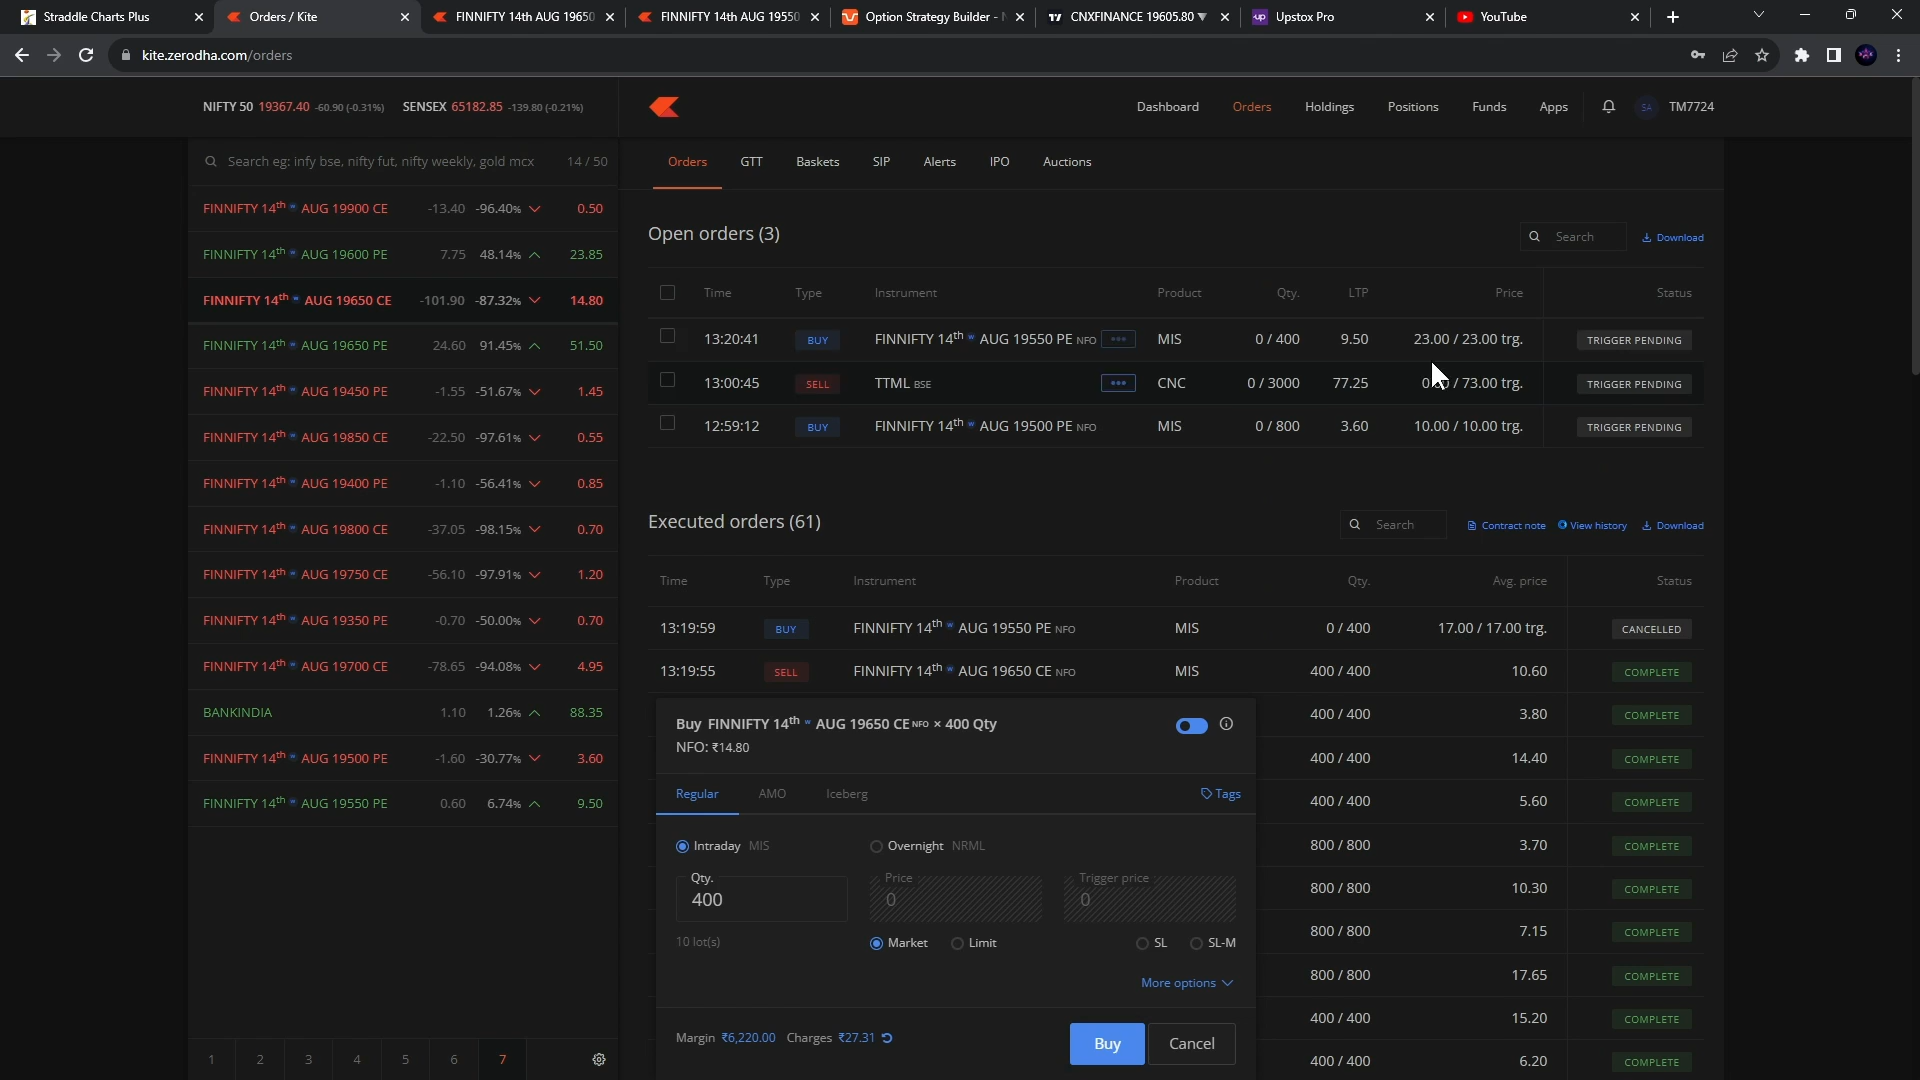 Straddle Charts Plus
Orders / Kite
FINNIFTY 14th AUG 19650
FINNIFTY 14th AUG 19550
Option Strategy Builder -
CNXFINANCE 19605.80 ▼
Upstox Pro
YouTube
kite.zerodha.com/orders
NIFTY 50 19367.40 -60.90 (-0.31%) SENSEX 65182.85 -139.80 (-0.21%)
Dashboard Orders Holdings Positions Funds Apps SA TM7724
Search eg: infy bse, nifty fut, nifty weekly, gold mcx 14 / 50
FINNIFTY 14th w AUG 19900 CE -13.40 -96.40% 0.50
FINNIFTY 14th w AUG 19600 PE 7.75 48.14% 23.85
FINNIFTY 14th w AUG 19650 CE -101.90 -87.32% 14.80
FINNIFTY 14th w AUG 19650 PE 24.60 91.45% 51.50
FINNIFTY 14th w AUG 19450 PE -1.55 -51.67% 1.45
FINNIFTY 14th w AUG 19850 CE -22.50 -97.61% 0.55
FINNIFTY 14th w AUG 19400 PE -1.10 -56.41% 0.85
FINNIFTY 14th w AUG 19800 CE -37.05 -98.15% 0.70
FINNIFTY 14th w AUG 19750 CE -56.10 -97.91% 1.20
FINNIFTY 14th w AUG 19350 PE -0.70 -50.00% 0.70
FINNIFTY 14th w AUG 19700 CE -78.65 -94.08% 4.95
BANKINDIA 1.10 1.26% 88.35
FINNIFTY 14th w AUG 19500 PE -1.60 -30.77% 3.60
FINNIFTY 14th w AUG 19550 PE 0.60 6.74% 9.50
1 2 3 4 5 6 7
Orders GTT Baskets SIP Alerts IPO Auctions
Open orders (3)
Search Download
Time Type Instrument Product Qty. LTP Price Status
13:20:41 BUY FINNIFTY 14th w AUG 19550 PE NFO MIS 0 / 400 9.50 23.00 / 23.00 trg. TRIGGER PENDING
13:00:45 SELL TTML BSE CNC 0 / 3000 77.25 / 73.00 trg. TRIGGER PENDING
12:59:12 BUY FINNIFTY 14th w AUG 19500 PE NFO MIS 0 / 800 3.60 10.00 / 10.00 trg. TRIGGER PENDING
Executed orders (61)
Search Contract note View history Download
Time Type Instrument Product Qty. Avg. price Status
13:19:59 BUY FINNIFTY 14th w AUG 19550 PE NFO MIS 0 / 400 17.00 / 17.00 trg. CANCELLED
13:19:55 SELL FINNIFTY 14th w AUG 19650 CE NFO MIS 400 / 400 10.60 COMPLETE
400 / 400 3.80 COMPLETE
400 / 400 14.40 COMPLETE
400 / 400 5.60 COMPLETE
800 / 800 3.70 COMPLETE
800 / 800 10.30 COMPLETE
800 / 800 7.15 COMPLETE
800 / 800 17.65 COMPLETE
400 / 400 15.20 COMPLETE
400 / 400 6.20 COMPLETE
Buy FINNIFTY 14th w AUG 19650 CE NFO × 400 Qty
NFO: ₹14.80
Regular AMO Iceberg Tags
Intraday MIS Overnight NRML
Qty. Price Trigger price
400 0 0
10 lot(s) Market Limit SL SL-M
More options
Margin ₹6,220.00 Charges ₹27.31
Buy Cancel